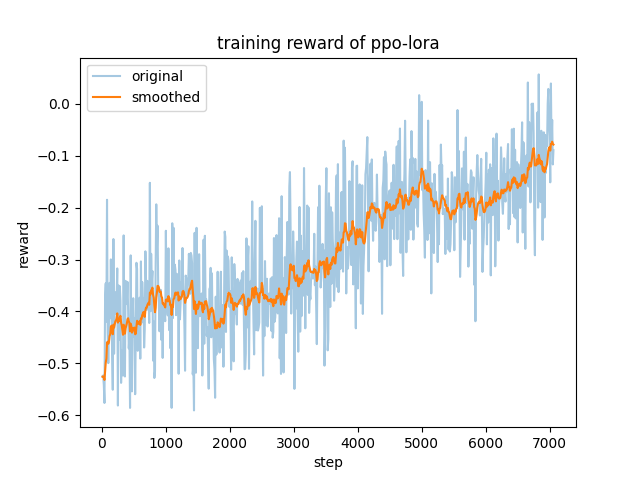 training reward of ppo-lora
original
smoothed
reward
0.0
−0.1
−0.2
−0.3
−0.4
−0.5
−0.6
0 1000 2000 3000 4000 5000 6000 7000
step